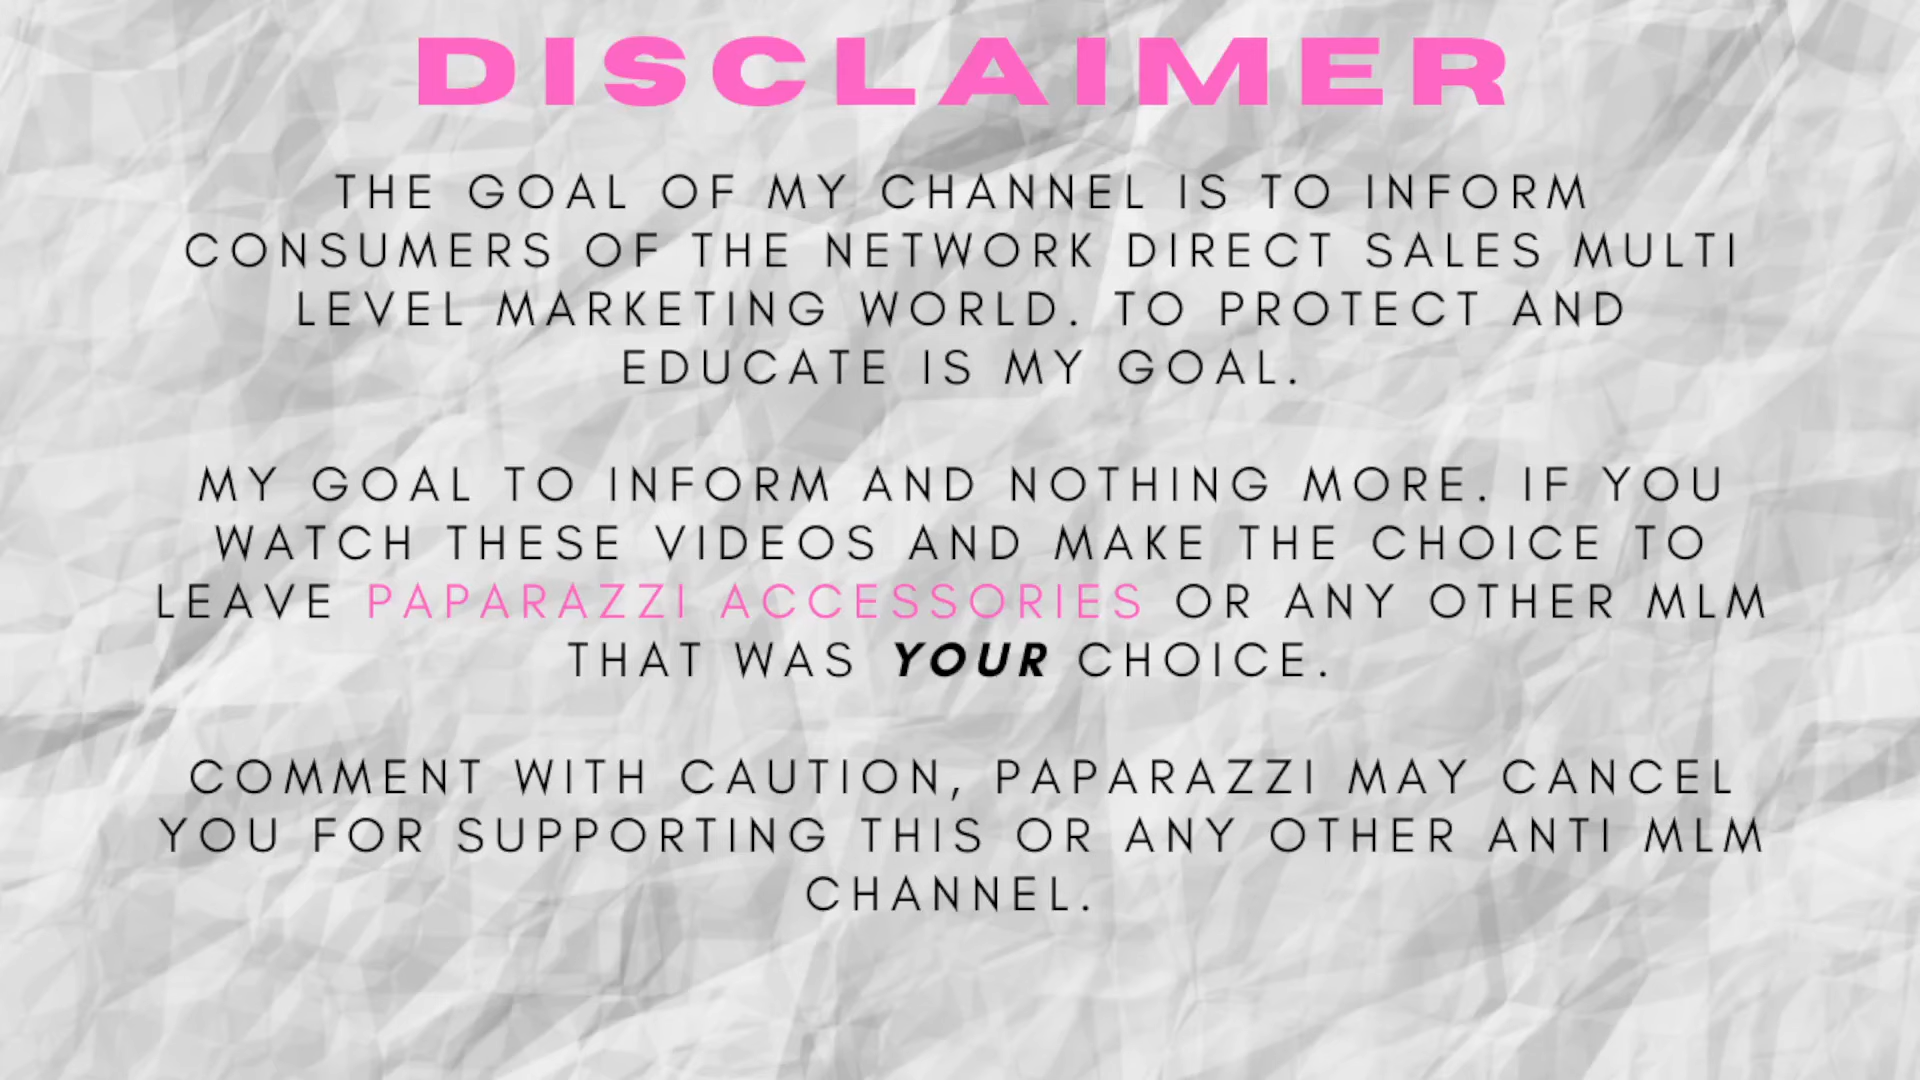 DISCLAIMER
THE GOAL OF MY CHANNEL IS TO INFORM
CONSUMERS OF THE NETWORK DIRECT SALES MULTI
LEVEL MARKETING WORLD. TO PROTECT AND
EDUCATE IS MY GOAL.
MY GOAL TO INFORM AND NOTHING MORE. IF YOU
WATCH THESE VIDEOS AND MAKE THE CHOICE TO
LEAVE PAPARAZZI ACCESSORIES OR ANY OTHER MLM
THAT WAS YOUR CHOICE.
COMMENT WITH CAUTION, PAPARAZZI MAY CANCEL
YOU FOR SUPPORTING THIS OR ANY OTHER ANTI MLM
CHANNEL.